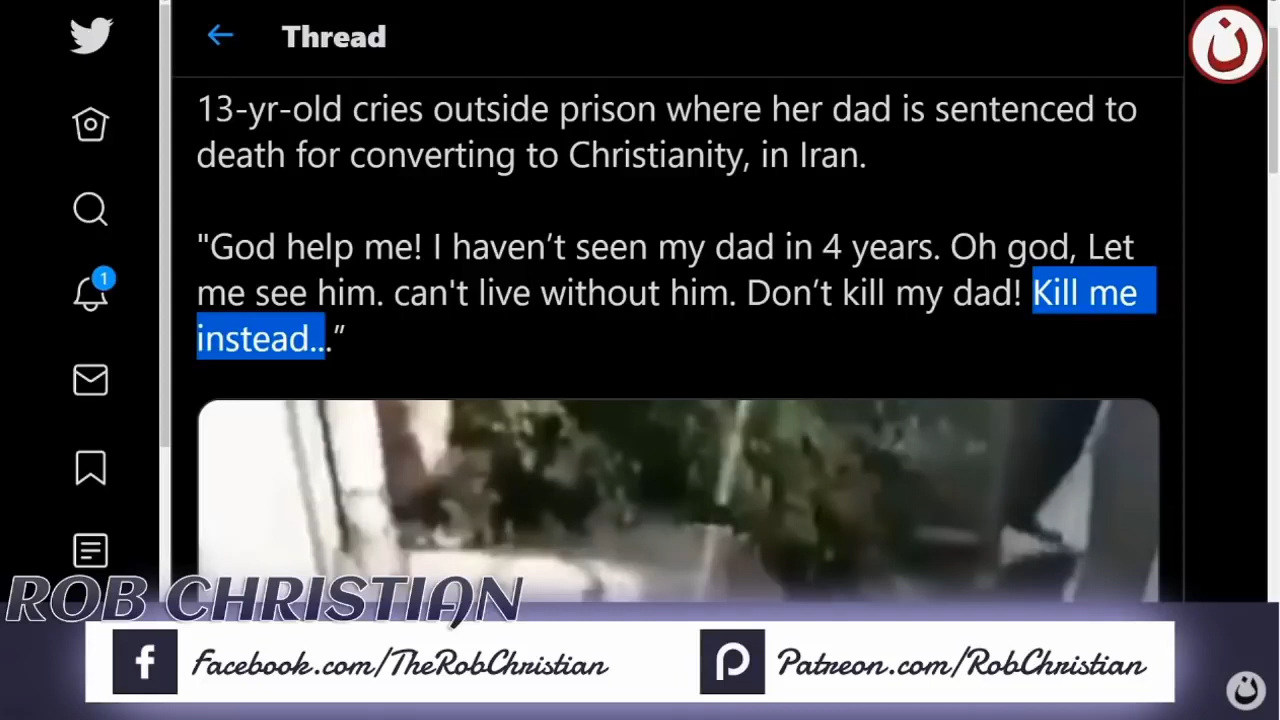 Thread
ن
13-yr-old cries outside prison where her dad is sentenced to
death for converting to Christianity, in Iran.
"God help me! I haven’t seen my dad in 4 years. Oh god, Let
me see him. can't live without him. Don’t kill my dad! Kill me
instead...”
1
ROB CHRISTIAN
f Facebook.com/TheRobChristian
Patreon.com/RobChristian
ن